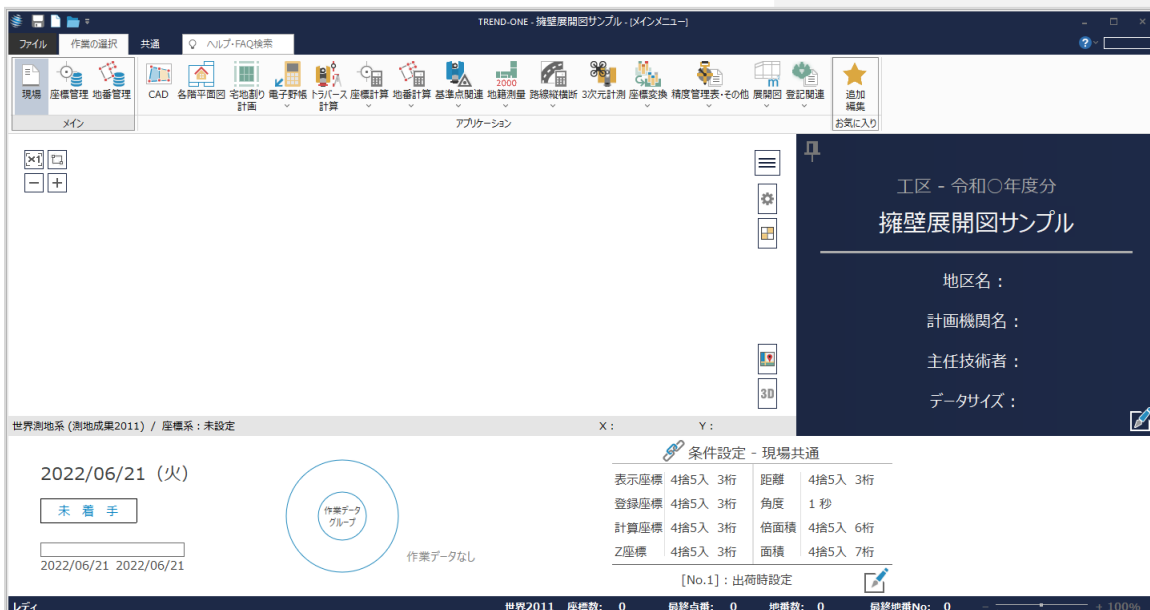 TREND-ONE - 擁壁展開図サンプル - [メインメニュー]
ファイル 作業の選択 共通 ヘルプ・FAQ検索
現場 座標管理 地番管理 CAD 各階平面図 宅地割り計画 電子野帳 トラバース計算 座標計算 地番計算 基準点関連 地積測量 路線縦横断 3次元計測 座標変換 精度管理表・その他 展開図 登記関連 追加編集
メイン アプリケーション お気に入り
工区 - 令和〇年度分
擁壁展開図サンプル
地区名：
計画機関名：
主任技術者：
データサイズ：
3D
世界測地系 (測地成果2011) / 座標系：未設定 X： Y：
2022/06/21（火）
未 着 手
2022/06/21 2022/06/21
作業データ
グループ
作業データなし
条件設定 - 現場共通
表示座標 4捨5入 3桁 距離 4捨5入 3桁
登録座標 4捨5入 3桁 角度 1 秒
計算座標 4捨5入 3桁 倍面積 4捨5入 6桁
Z座標 4捨5入 3桁 面積 4捨5入 7桁
[No.1]：出荷時設定
レディ 世界2011 座標数: 0 最終点番: 0 地番数: 0 最終地番No: 0 100%